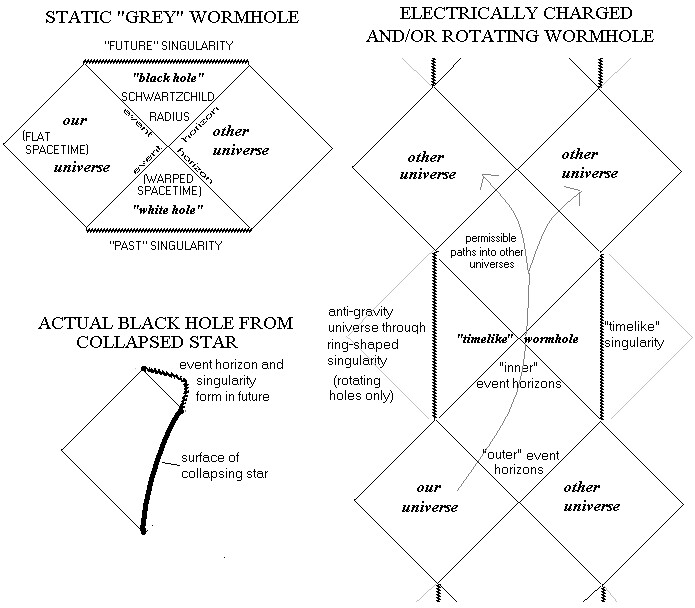 STATIC "GREY" WORMHOLE
"FUTURE" SINGULARITY
"black hole"
SCHWARTZCHILD
RADIUS
event
horizon
our
(FLAT
SPACETIME)
universe
other
universe
event
horizon
(WARPED
SPACETIME)
"white hole"
"PAST" SINGULARITY
ACTUAL BLACK HOLE FROM
COLLAPSED STAR
event horizon and
singularity
form in future
surface of
collapsing star
ELECTRICALLY CHARGED
AND/OR ROTATING WORMHOLE
other
universe
other
universe
permissible
paths into other
universes
anti-gravity
universe through
ring-shaped
singularity
(rotating
holes only)
"timelike" wormhole
"timelike"
singularity
"inner"
event horizons
"outer" event
horizons
our
universe
other
universe